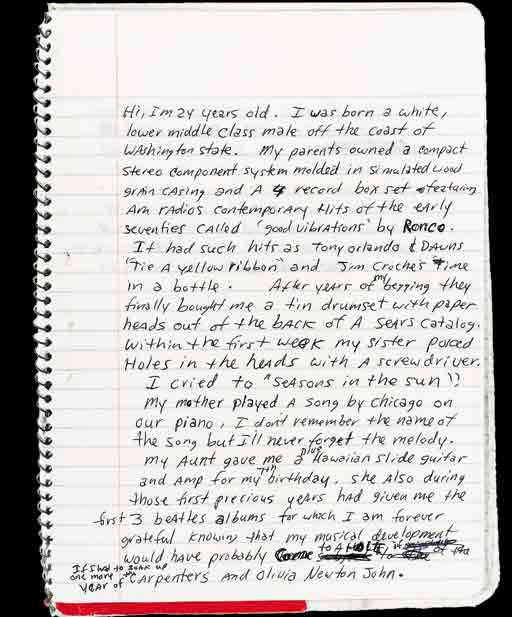 Hi, I'm 24 years old. I was born a white,
lower middle class male off the coast of
Washington state. My parents owned a compact
stereo component system molded in simulated wood
grain casing and a 4 record box set featuring
Am radios contemporary Hits of the early
seventies called 'good vibrations' by Ronco.
It had such hits as Tony orlando & Dawns
"Tie A yellow ribbon" and Jim Croche's Time
in a bottle. After years of my begging they
finally bought me a tin drumset with paper
heads out of the back of A Sears Catalog.
Within the first week my sister poked
Holes in the heads with a screwdriver.
I cried to "Seasons in the sun"!
My mother played A song by Chicago on
our piano, I don't remember the name of
the song but I'll never forget the melody.
My Aunt gave me a blue Hawaiian slide guitar
and Amp for my 7th birthday. She Also during
those first precious years had given me the
first 3 beatles albums for which I am forever
grateful knowing that my musical development
would have probably Come to A HOLT
If I had to soak up
one more
year of Carpenters and Olivia Newton John.